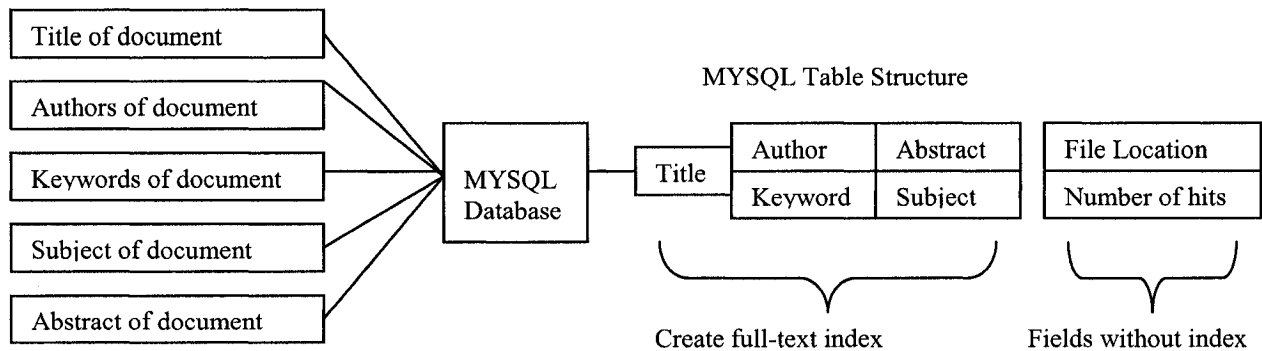 Title of document
Authors of document
Keywords of document
Subject of document
Abstract of document
MYSQL
Database
MYSQL Table Structure
Title
Author
Abstract
Keyword
Subject
File Location
Number of hits
Create full-text index
Fields without index